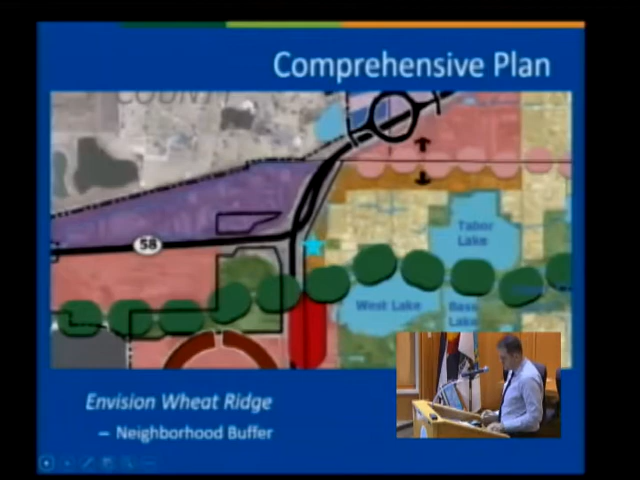 Comprehensive Plan
COUNTY
58
Tabor
Lake
West Lake
Bass
Lake
Envision Wheat Ridge
– Neighborhood Buffer